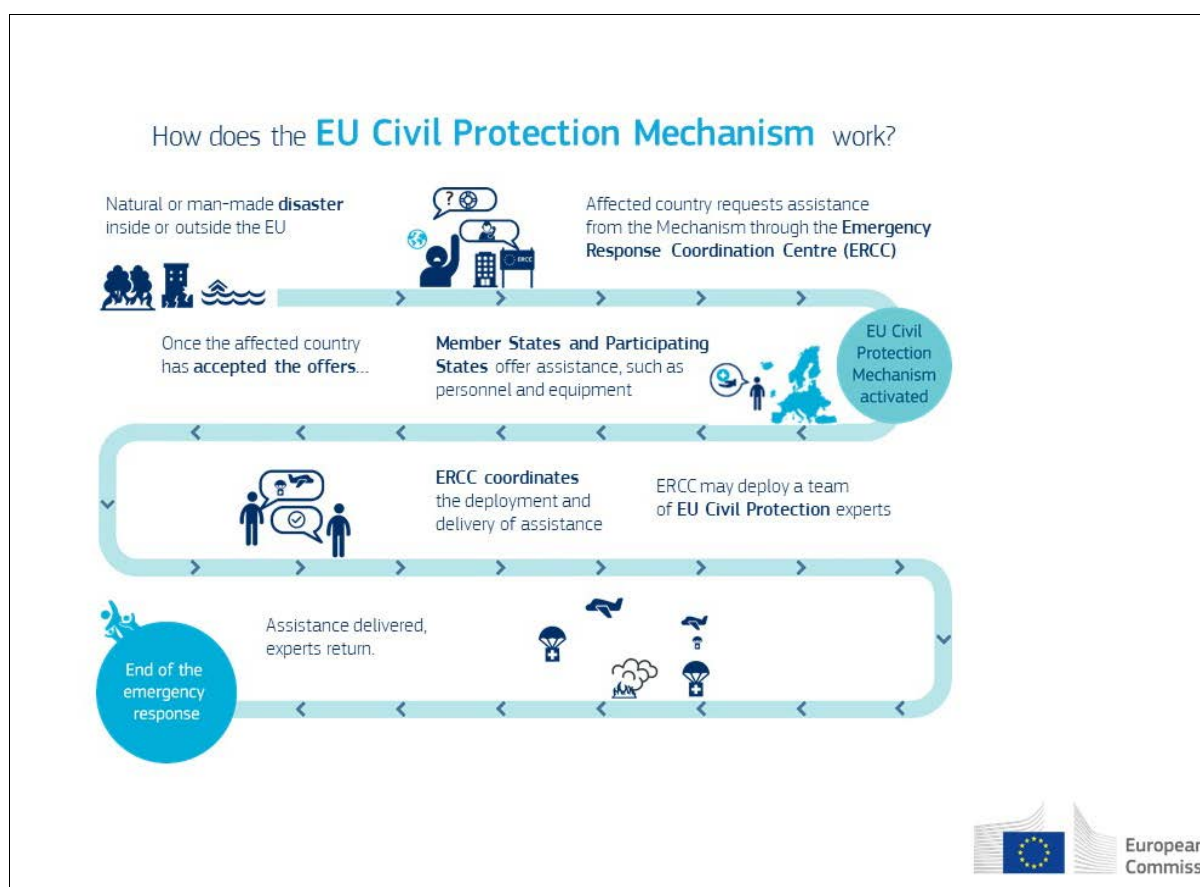 How does the EU Civil Protection Mechanism work?
Natural or man-made disaster
inside or outside the EU
? 
ERCC
Affected country requests assistance
from the Mechanism through the Emergency
Response Coordination Centre (ERCC)
EU Civil
Protection
Mechanism
activated
Member States and Participating
States offer assistance, such as
personnel and equipment
Once the affected country
has accepted the offers...
ERCC coordinates
the deployment and
delivery of assistance
ERCC may deploy a team
of EU Civil Protection experts
Assistance delivered,
experts return.
End of the
emergency
response
European
Commiss